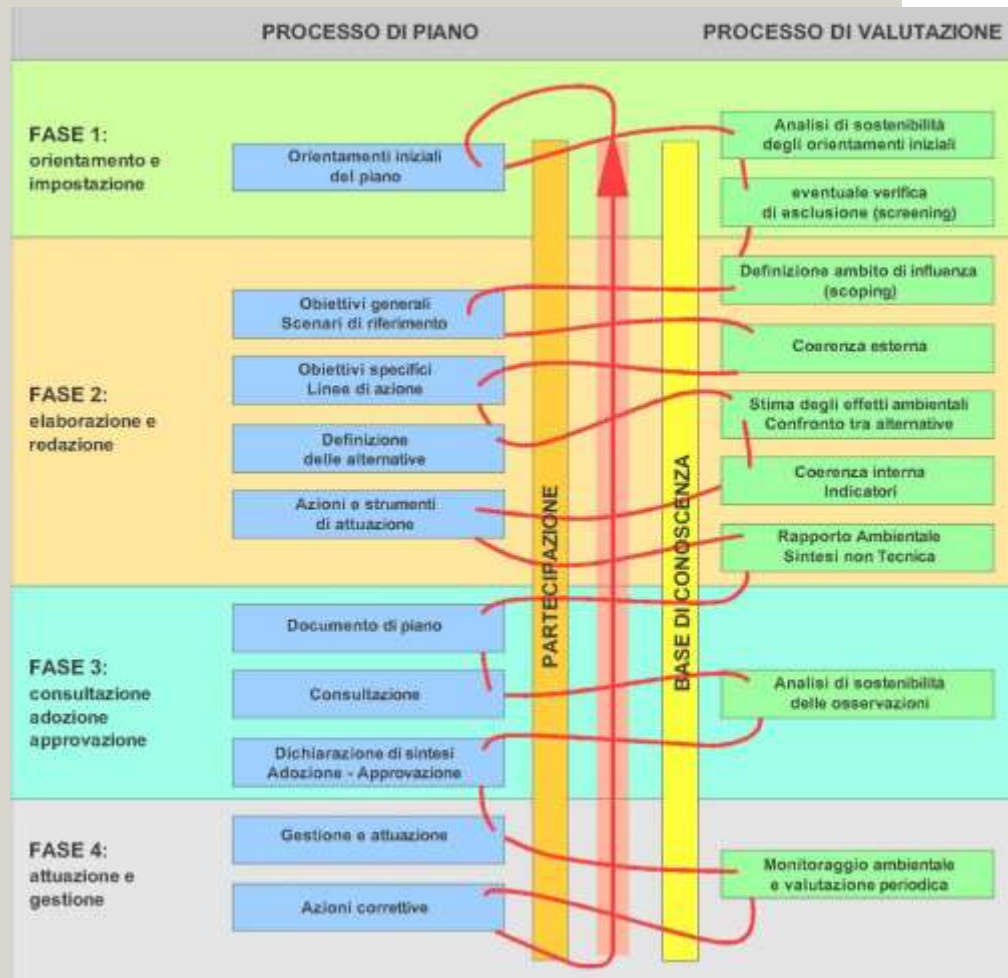 PROCESSO DI PIANO
PROCESSO DI VALUTAZIONE
FASE 1:
orientamento e
impostazione
Orientamenti iniziali
del piano
Analisi di sostenibilità
degli orientamenti iniziali
eventuale verifica
di esclusione (screening)
FASE 2:
elaborazione e
redazione
Obiettivi generali
Scenari di riferimento
Obiettivi specifici
Linee di azione
Definizione
delle alternative
Azioni e strumenti
di attuazione
Definizione ambito di influenza
(scoping)
Coerenza esterna
Stima degli effetti ambientali
Confronto tra alternative
Coerenza interna
Indicatori
Rapporto Ambientale
Sintesi non Tecnica
PARTECIPAZIONE
BASE DI CONOSCENZA
FASE 3:
consultazione
adozione
approvazione
Documento di piano
Consultazione
Dichiarazione di sintesi
Adozione - Approvazione
Analisi di sostenibilità
delle osservazioni
FASE 4:
attuazione e
gestione
Gestione e attuazione
Azioni correttive
Monitoraggio ambientale
e valutazione periodica